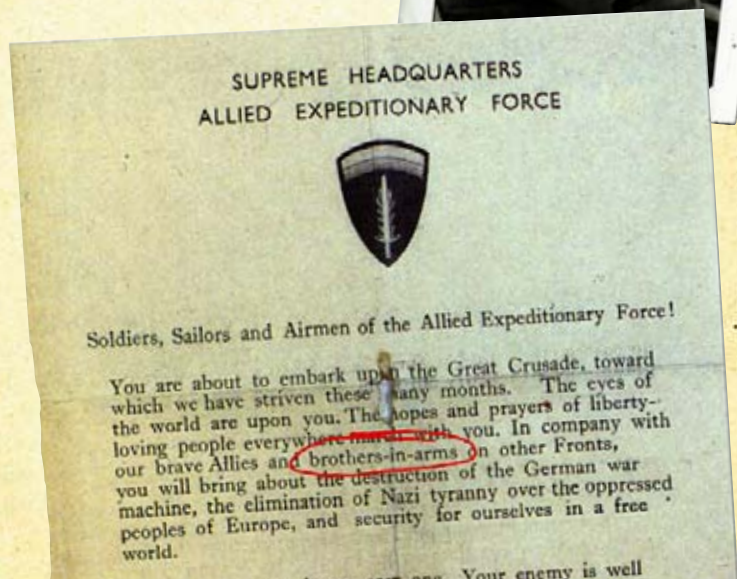 SUPREME HEADQUARTERS
ALLIED EXPEDITIONARY FORCE
Soldiers, Sailors and Airmen of the Allied Expeditionary Force!
You are about to embark upon the Great Crusade, toward
which we have striven these many months. The eyes of
the world are upon you. The hopes and prayers of liberty-
loving people everywhere march with you. In company with
our brave Allies and brothers-in-arms on other Fronts,
you will bring about the destruction of the German war
machine, the elimination of Nazi tyranny over the oppressed
peoples of Europe, and security for ourselves in a free
world.
one. Your enemy is well